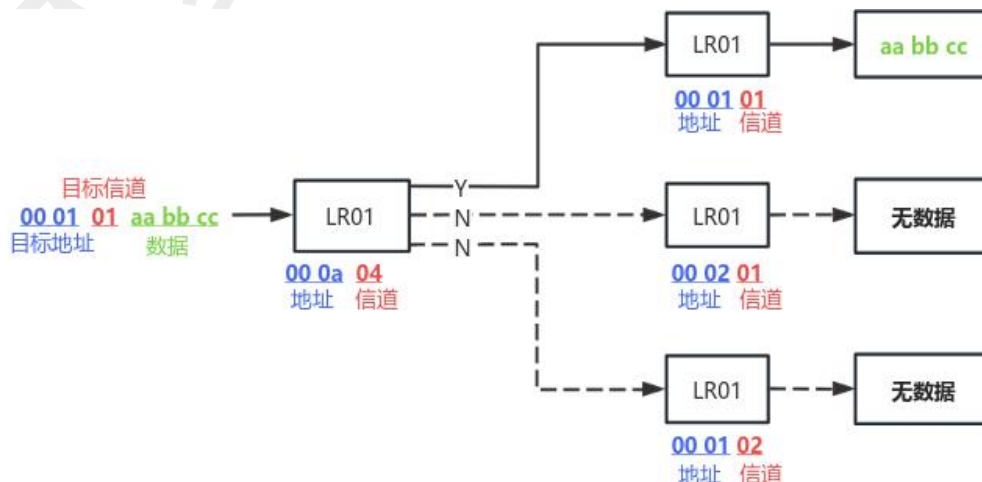 LR01
aa bb cc
00 01 01
地址 信道
目标信道
00 01 01 aa bb cc
目标地址 数据
LR01
00 0a 04
地址 信道
Y
N
N
LR01
无数据
00 02 01
地址 信道
LR01
无数据
00 01 02
地址 信道